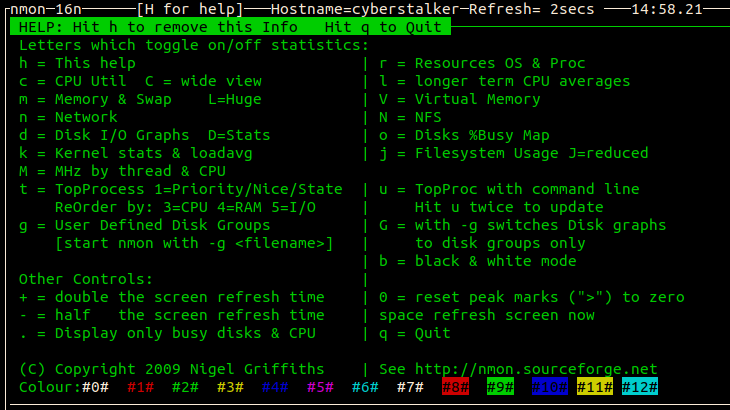 nmon─16n──────[H for help]───Hostname=cyberstalker─Refresh= 2secs ───14:58.21
HELP: Hit h to remove this Info   Hit q to Quit
Letters which toggle on/off statistics:
h = This help                         | r = Resources OS & Proc
c = CPU Util  C = wide view           | l = longer term CPU averages
m = Memory & Swap    L=Huge           | V = Virtual Memory
n = Network                           | N = NFS
d = Disk I/O Graphs  D=Stats          | o = Disks %Busy Map
k = Kernel stats & loadavg            | j = Filesystem Usage J=reduced
M = MHz by thread & CPU
t = TopProcess 1=Priority/Nice/State  | u = TopProc with command line
    ReOrder by: 3=CPU 4=RAM 5=I/O     |     Hit u twice to update
g = User Defined Disk Groups          | G = with -g switches Disk graphs
    [start nmon with -g <filename>]   |     to disk groups only
                                      | b = black & white mode
Other Controls:                       |
+ = double the screen refresh time    | 0 = reset peak marks (">") to zero
- = half   the screen refresh time    | space refresh screen now
. = Display only busy disks & CPU     | q = Quit
(C) Copyright 2009 Nigel Griffiths    | See http://nmon.sourceforge.net
Colour:#0#  #1#  #2#  #3#  #4#  #5#  #6#  #7#  #8#  #9#  #10# #11# #12#